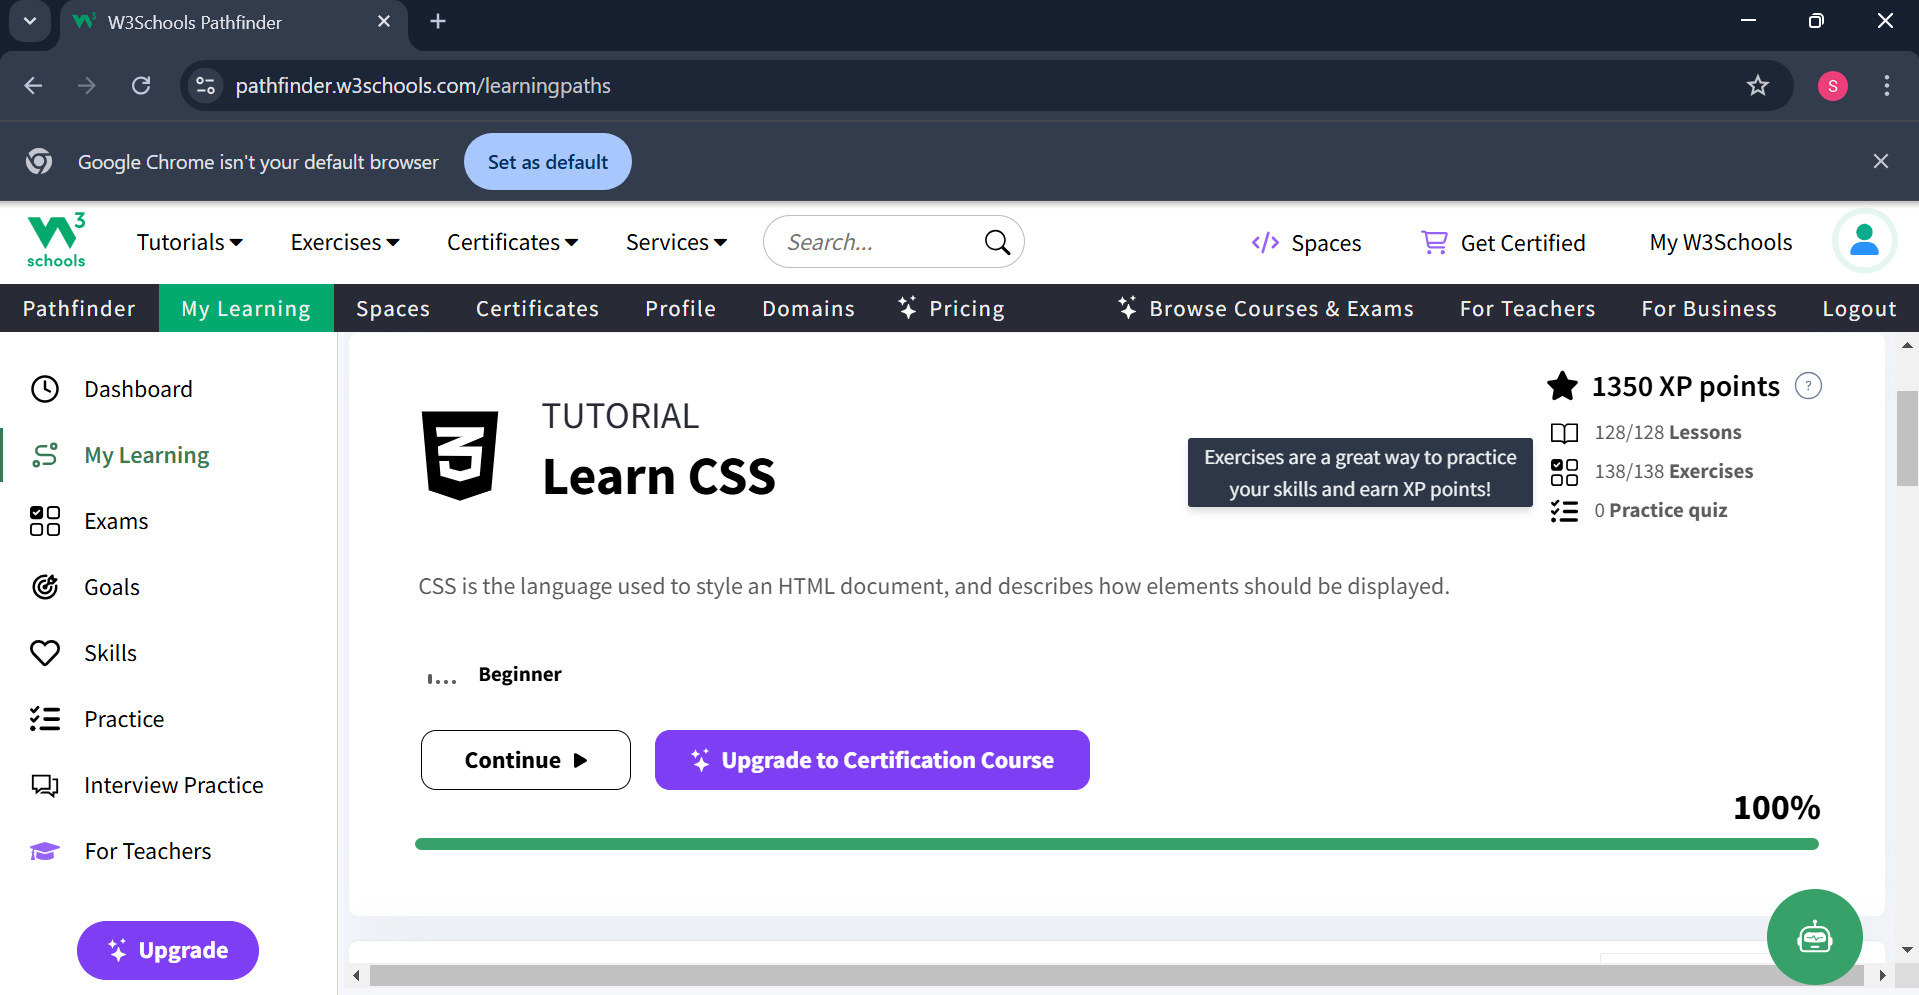 W3Schools Pathfinder
pathfinder.w3schools.com/learningpaths
S
Google Chrome isn't your default browser
Set as default
W3 schools
Tutorials
Exercises
Certificates
Services
Search...
Spaces
Get Certified
My W3Schools
Pathfinder
My Learning
Spaces
Certificates
Profile
Domains
Pricing
Browse Courses & Exams
For Teachers
For Business
Logout
Dashboard
My Learning
Exams
Goals
Skills
Practice
Interview Practice
For Teachers
Upgrade
TUTORIAL
Learn CSS
1350 XP points ?
128/128 Lessons
138/138 Exercises
0 Practice quiz
Exercises are a great way to practice
your skills and earn XP points!
CSS is the language used to style an HTML document, and describes how elements should be displayed.
Beginner
Continue
Upgrade to Certification Course
100%